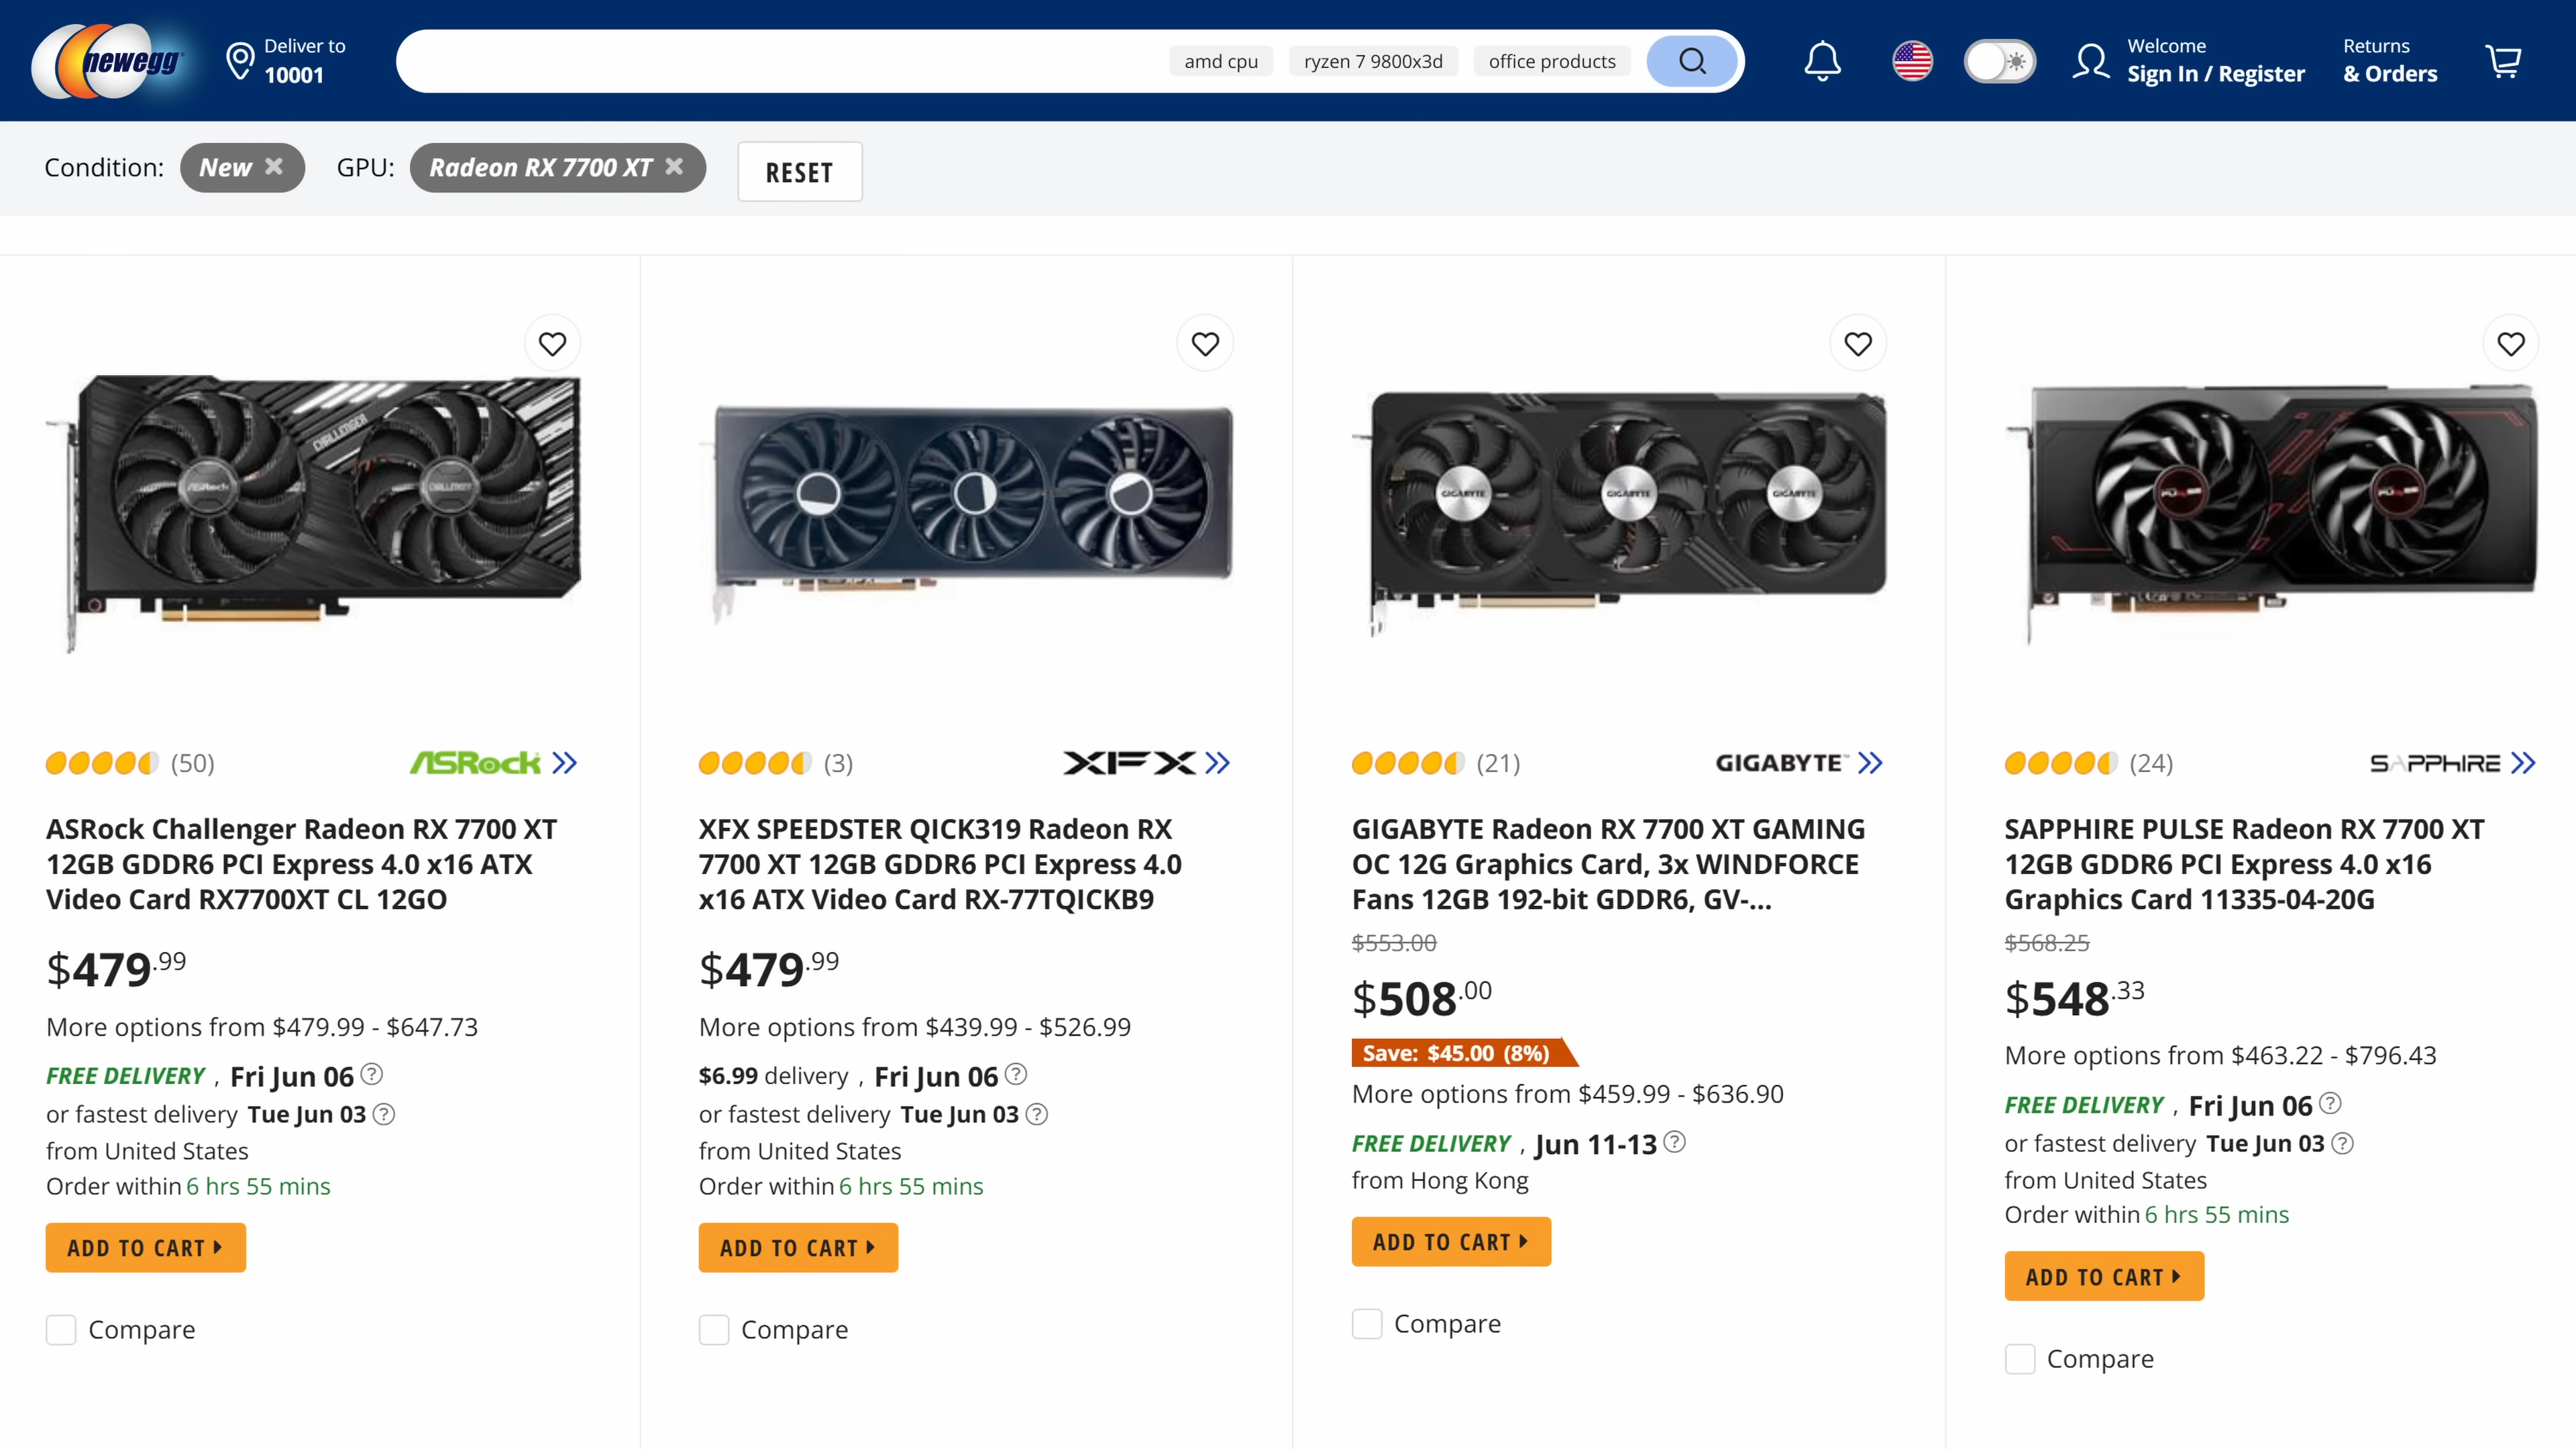 newegg
Deliver to
10001
amd cpu
ryzen 7 9800x3d
office products
Welcome
Sign In / Register
Returns
& Orders
Condition:
New
GPU:
Radeon RX 7700 XT
RESET
CHALLENGER
ASRock
CHALLENGER
GIGABYTE
GIGABYTE
GIGABYTE
PULSE
PULSE
(50)
ASRock
ASRock Challenger Radeon RX 7700 XT
12GB GDDR6 PCI Express 4.0 x16 ATX
Video Card RX7700XT CL 12GO
$479.99
More options from $479.99 - $647.73
FREE DELIVERY , Fri Jun 06 ?
or fastest delivery Tue Jun 03 ?
from United States
Order within 6 hrs 55 mins
ADD TO CART
Compare
(3)
XFX
XFX SPEEDSTER QICK319 Radeon RX
7700 XT 12GB GDDR6 PCI Express 4.0
x16 ATX Video Card RX-77TQICKB9
$479.99
More options from $439.99 - $526.99
$6.99 delivery , Fri Jun 06 ?
or fastest delivery Tue Jun 03 ?
from United States
Order within 6 hrs 55 mins
ADD TO CART
Compare
(21)
GIGABYTE™
GIGABYTE Radeon RX 7700 XT GAMING
OC 12G Graphics Card, 3x WINDFORCE
Fans 12GB 192-bit GDDR6, GV-...
$553.00
$508.00
Save: $45.00 (8%)
More options from $459.99 - $636.90
FREE DELIVERY , Jun 11-13 ?
from Hong Kong
ADD TO CART
Compare
(24)
SAPPHIRE
SAPPHIRE PULSE Radeon RX 7700 XT
12GB GDDR6 PCI Express 4.0 x16
Graphics Card 11335-04-20G
$568.25
$548.33
More options from $463.22 - $796.43
FREE DELIVERY , Fri Jun 06 ?
or fastest delivery Tue Jun 03 ?
from United States
Order within 6 hrs 55 mins
ADD TO CART
Compare